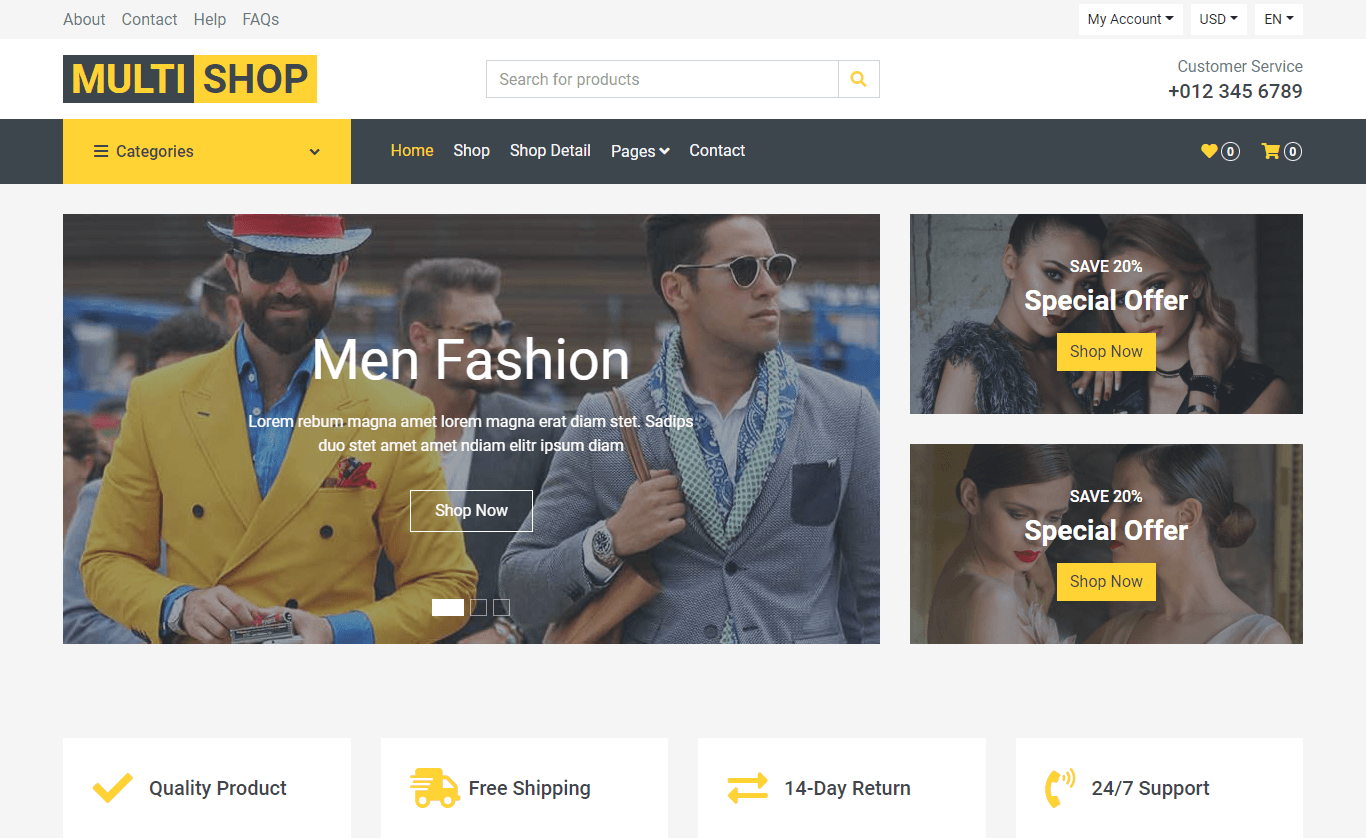 About Contact Help FAQs
My Account USD EN
MULTI SHOP
Search for products
Customer Service
+012 345 6789
Categories
Home Shop Shop Detail Pages Contact
0 0
Men Fashion
Lorem rebum magna amet lorem magna erat diam stet. Sadips
duo stet amet amet ndiam elitr ipsum diam
Shop Now
SAVE 20%
Special Offer
Shop Now
SAVE 20%
Special Offer
Shop Now
Quality Product
Free Shipping
14-Day Return
24/7 Support